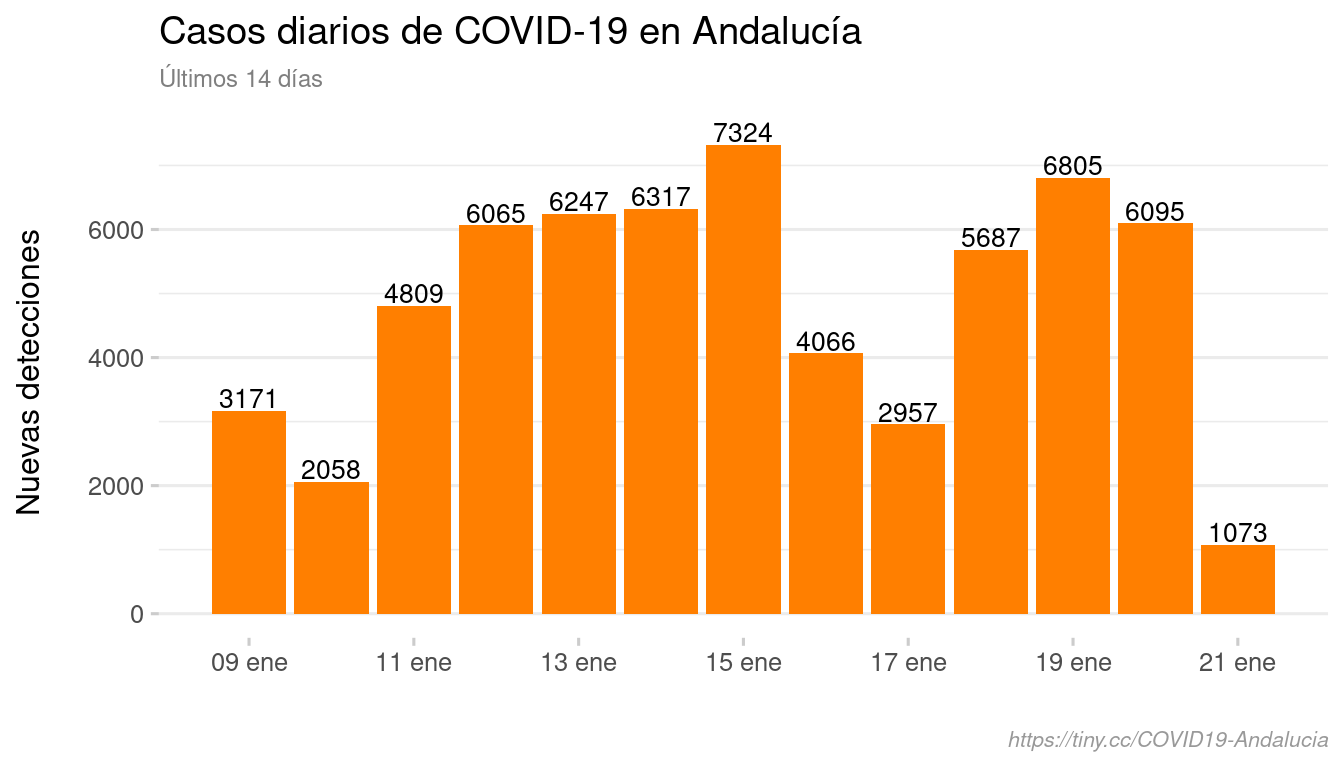 Casos diarios de COVID-19 en Andalucía
Últimos 14 días
Nuevas detecciones
6000
4000
2000
0
3171
2058
4809
6065
6247
6317
7324
4066
2957
5687
6805
6095
1073
09 ene
11 ene
13 ene
15 ene
17 ene
19 ene
21 ene
https://tiny.cc/COVID19-Andalucia